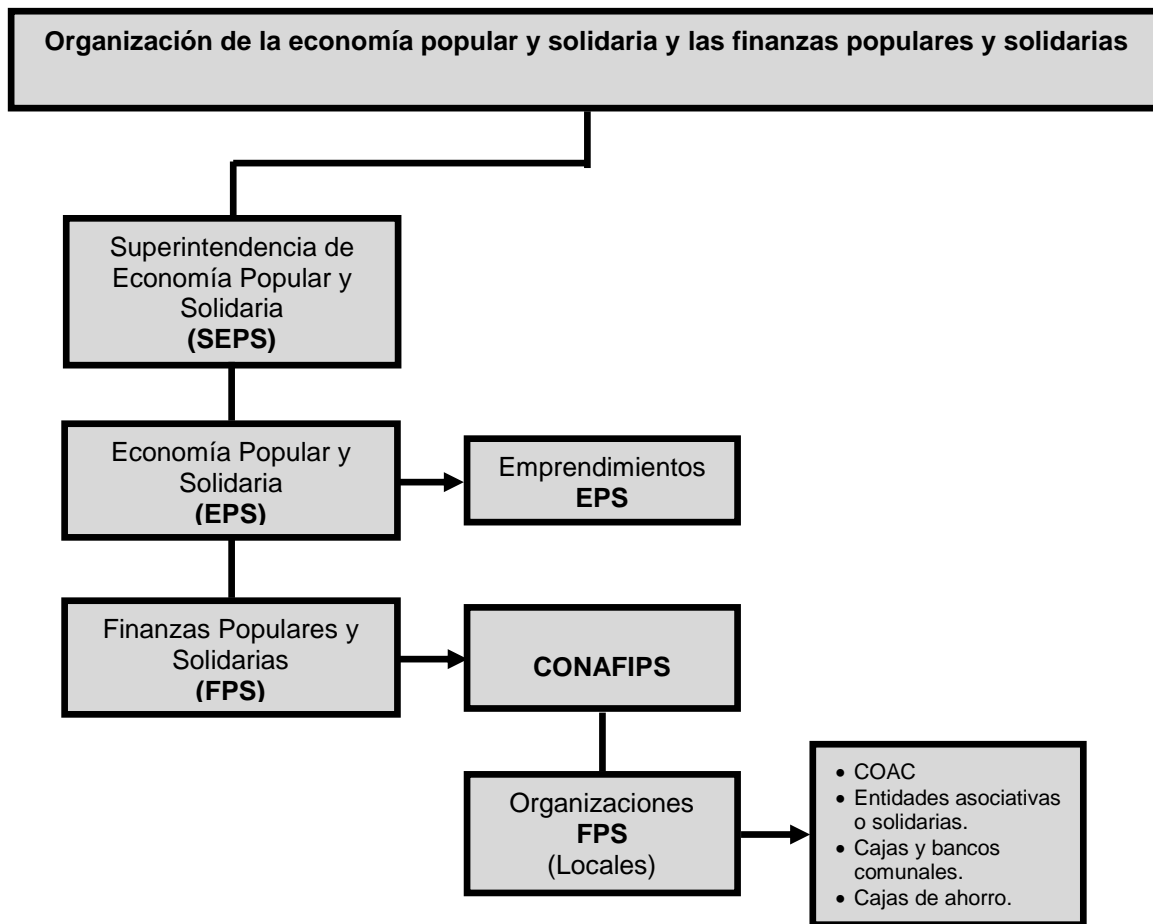 Organización de la economía popular y solidaria y las finanzas populares y solidarias
Superintendencia de
Economía Popular y
Solidaria
(SEPS)
Economía Popular y
Solidaria
(EPS)
Emprendimientos
EPS
Finanzas Populares y
Solidarias
(FPS)
CONAFIPS
Organizaciones
FPS
(Locales)
• COAC
• Entidades asociativas
o solidarias.
• Cajas y bancos
comunales.
• Cajas de ahorro.